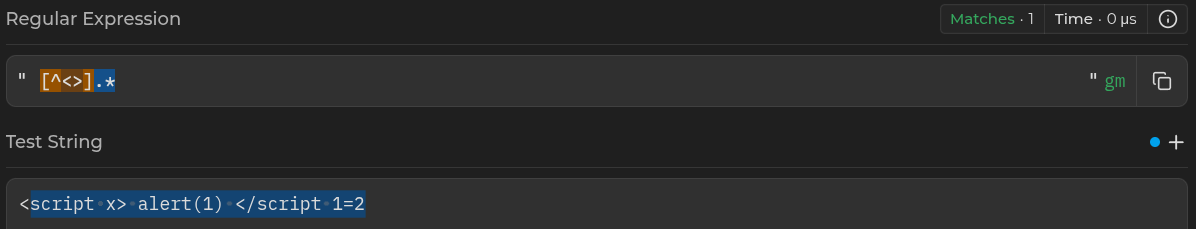 Regular Expression Matches · 1 Time · 0 μs
" [^<>].* " gm
Test String
<script x> alert(1) </script 1=2